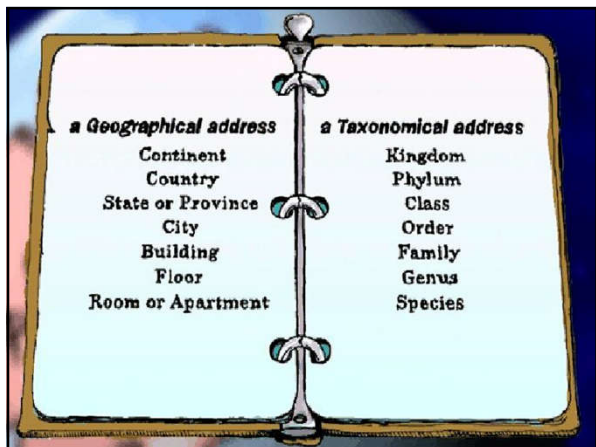 a Geographical address
Continent
Country
State or Province
City
Building
Floor
Room or Apartment
a Taxonomical address
Kingdom
Phylum
Class
Order
Family
Genus
Species